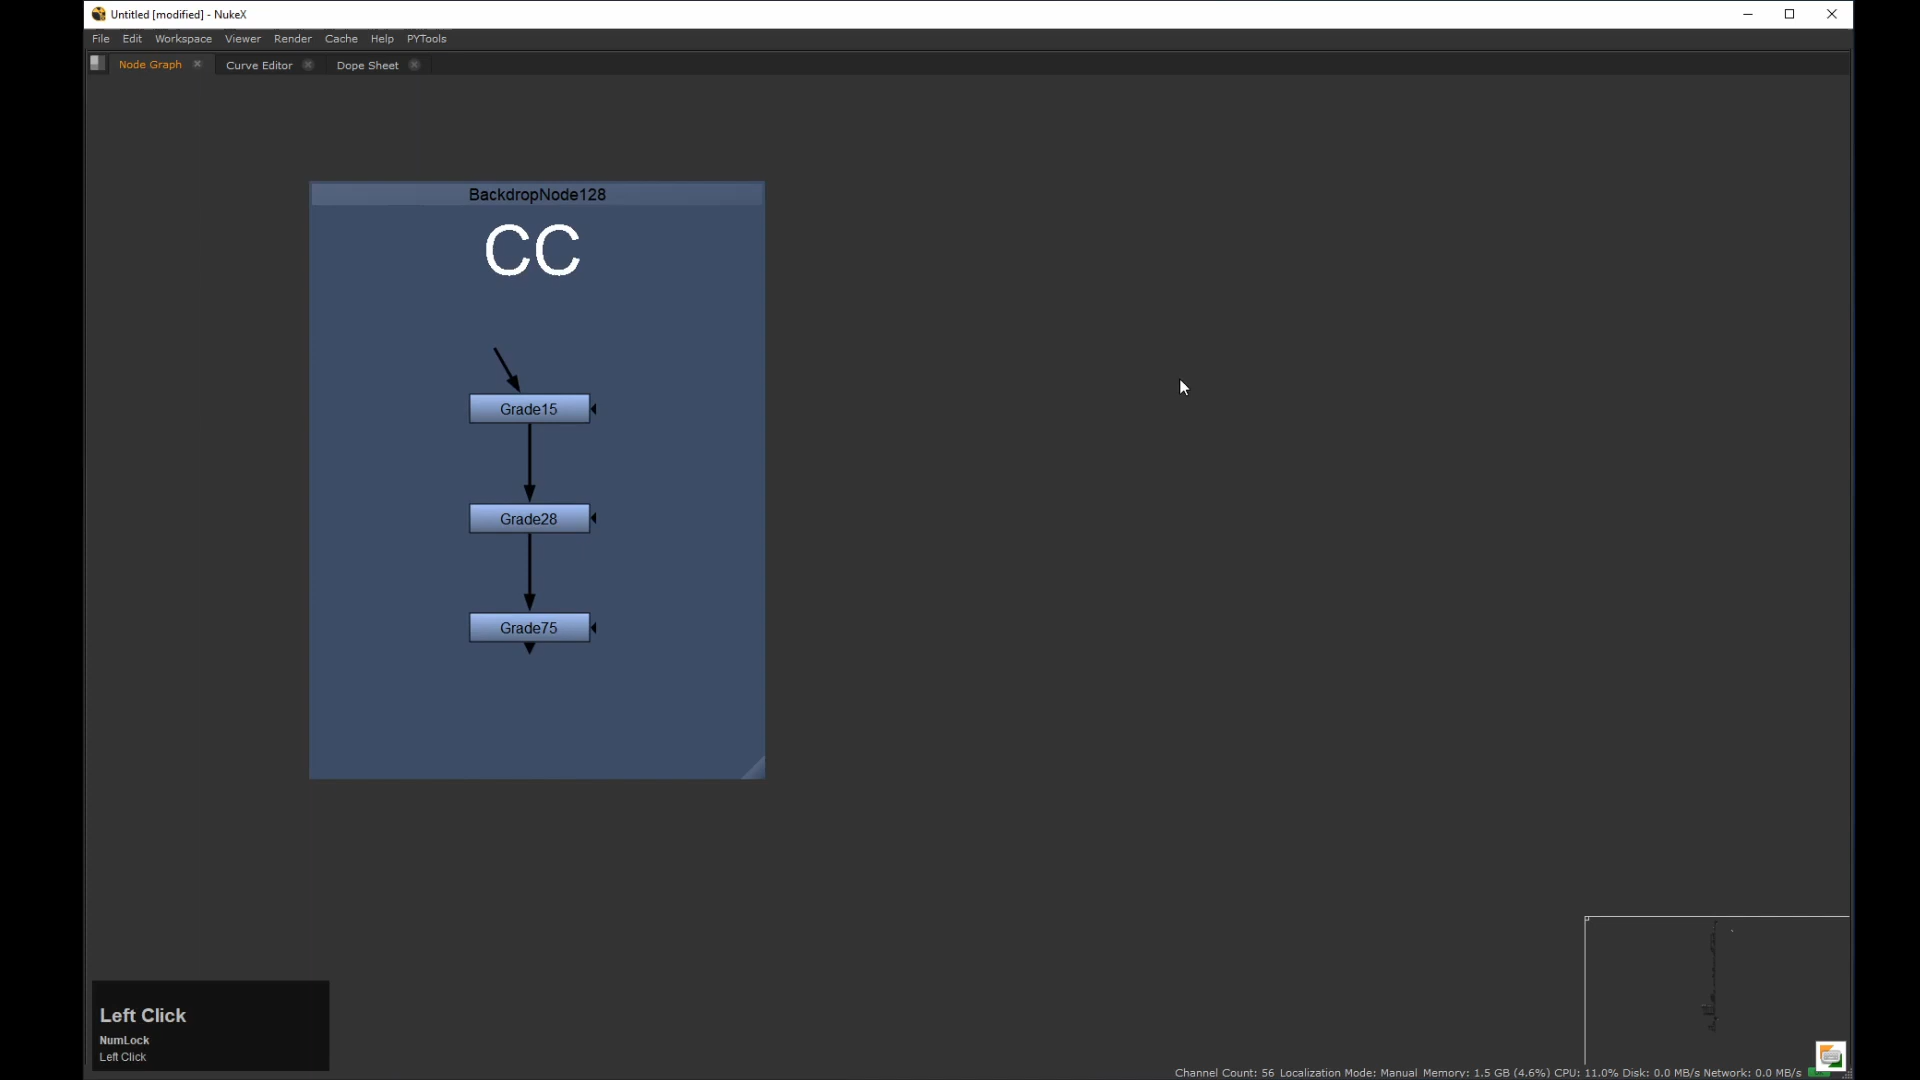 Untitled [modified] - NukeX
File Edit Workspace Viewer Render Cache Help PYTools
Node Graph Curve Editor Dope Sheet
BackdropNode128
CC
Grade15
Grade28
Grade75
Left Click
NumLock
Left Click
Channel Count: 56 Localization Mode: Manual Memory: 1.5 GB (4.6%) CPU: 11.0% Disk: 0.0 MB/s Network: 0.0 MB/s